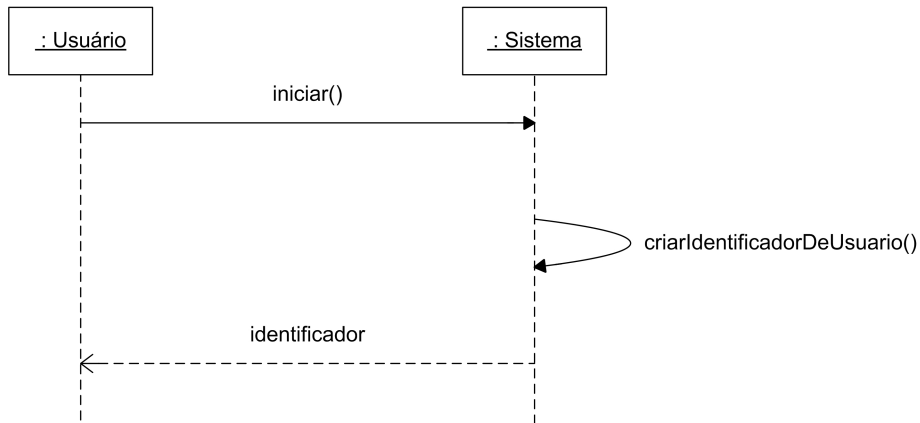 : Usuário
: Sistema
iniciar()
criarIdentificadorDeUsuario()
identificador